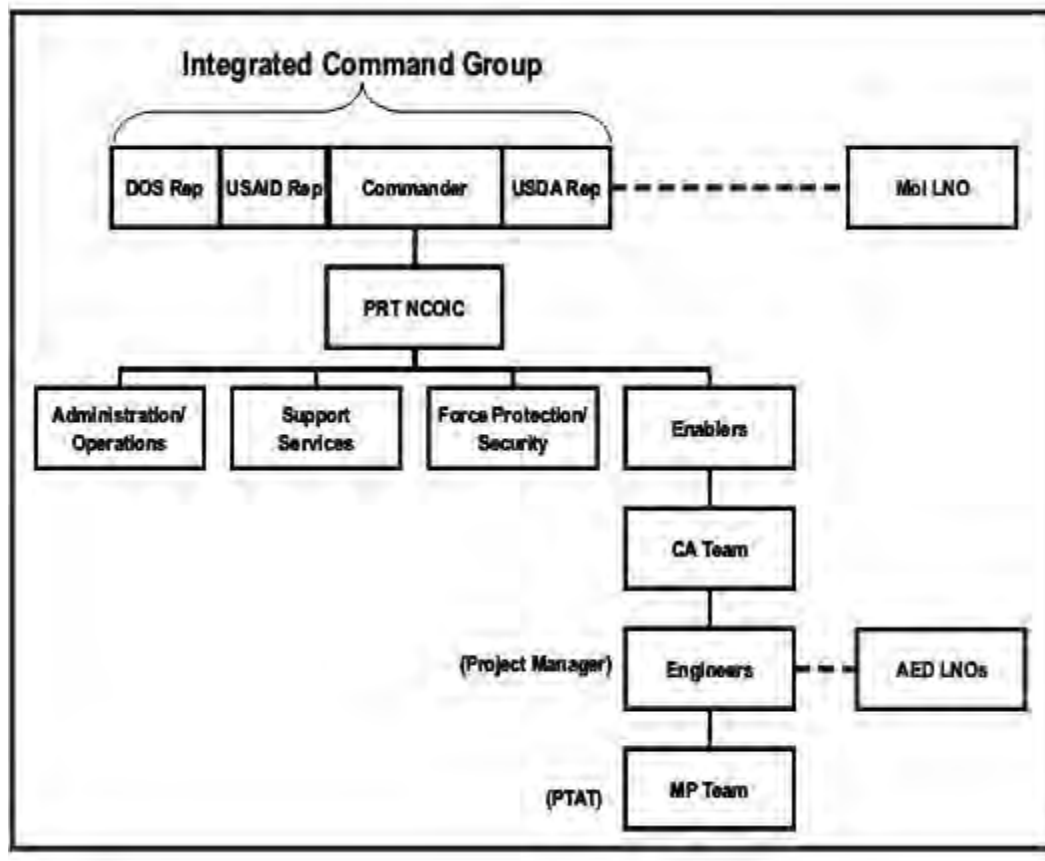 Integrated Command Group
DOS Rep
USAID Rep
Commander
USDA Rep
MoI LNO
PRT NCOIC
Administration/
Operations
Support
Services
Force Protection/
Security
Enablers
CA Team
(Project Manager)
Engineers
AED LNOs
(PTAT)
MP Team